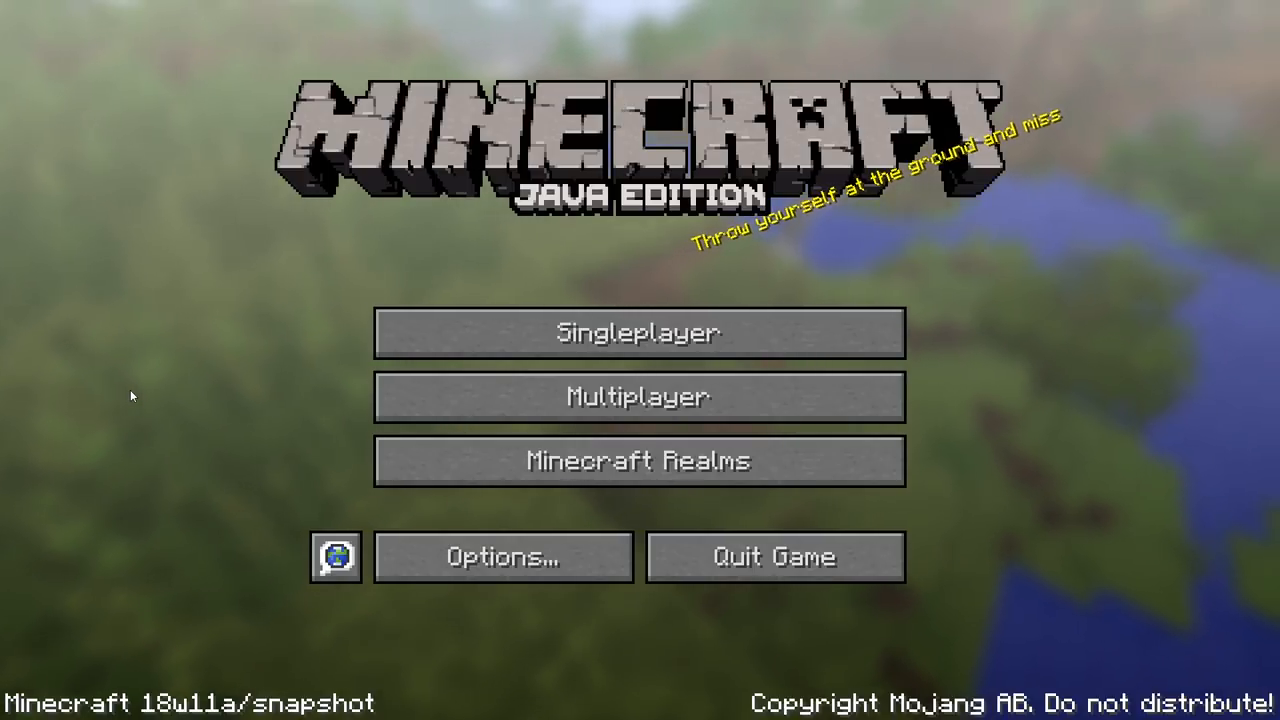 MINECRAFT
JAVA EDITION
Throw yourself at the ground and miss
Singleplayer
Multiplayer
Minecraft Realms
Options...
Quit Game
Minecraft 18w11a/snapshot
Copyright Mojang AB. Do not distribute!